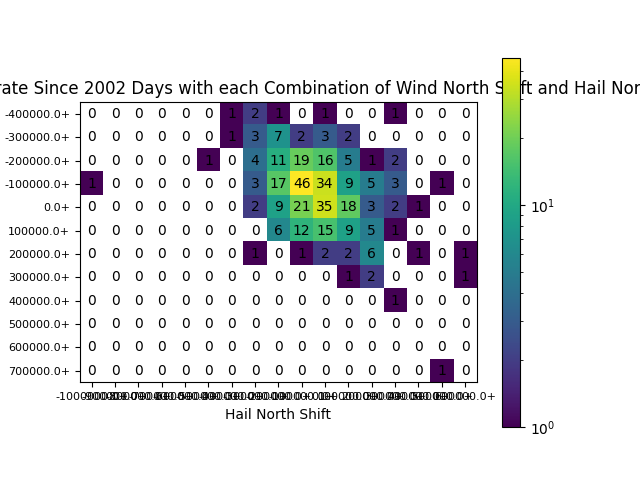 rate Since 2002 Days with each Combination of Wind North Shift and Hail Nor
-400000.0+ 0 0 0 0 0 0 1 2 1 0 1 0 0 1 0 0 0
-300000.0+ 0 0 0 0 0 0 1 3 7 2 3 2 0 0 0 0 0
-200000.0+ 0 0 0 0 0 1 0 4 11 19 16 5 1 2 0 0 0
-100000.0+ 1 0 0 0 0 0 0 3 17 46 34 9 5 3 0 1 0
0.0+ 0 0 0 0 0 0 0 2 9 21 35 18 3 2 1 0 0
100000.0+ 0 0 0 0 0 0 0 0 6 12 15 9 5 1 0 0 0
200000.0+ 0 0 0 0 0 0 0 1 0 1 2 2 6 0 1 0 1
300000.0+ 0 0 0 0 0 0 0 0 0 0 0 1 2 0 0 0 1
400000.0+ 0 0 0 0 0 0 0 0 0 0 0 0 0 1 0 0 0
500000.0+ 0 0 0 0 0 0 0 0 0 0 0 0 0 0 0 0 0
600000.0+ 0 0 0 0 0 0 0 0 0 0 0 0 0 0 0 0 0
700000.0+ 0 0 0 0 0 0 0 0 0 0 0 0 0 0 0 1 0
Hail North Shift
10¹
10⁰